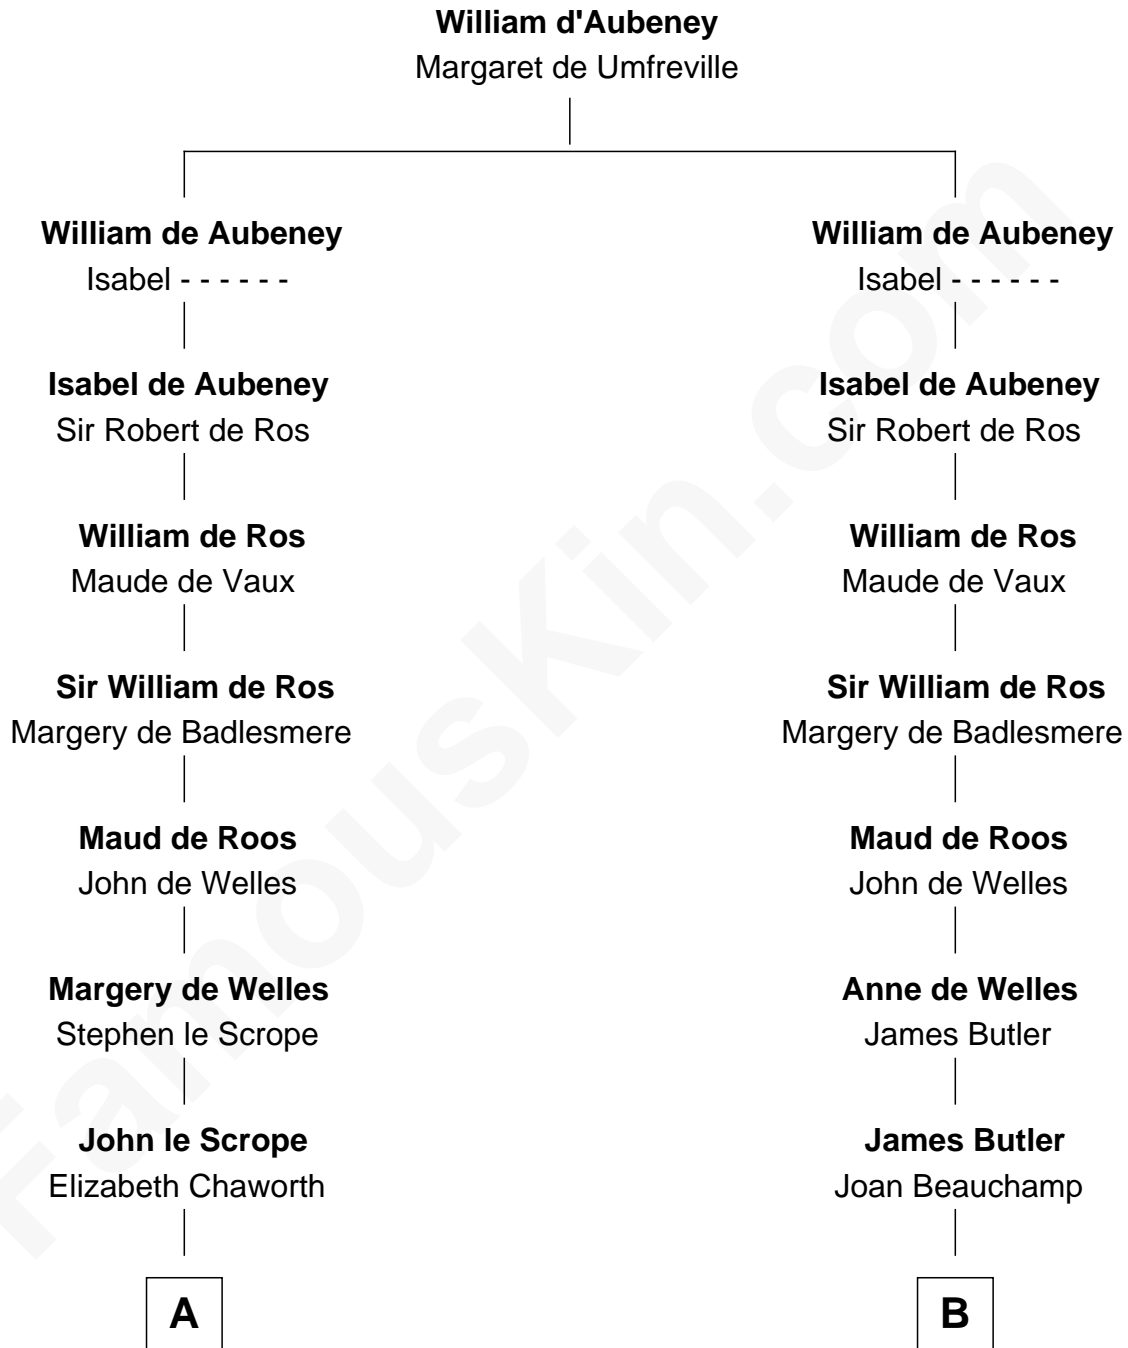 William d'Aubeney
Margaret de Umfreville
William de Aubeney
Isabel - - - - - -
Isabel de Aubeney
Sir Robert de Ros
William de Ros
Maude de Vaux
Sir William de Ros
Margery de Badlesmere
Maud de Roos
John de Welles
Margery de Welles
Stephen le Scrope
John le Scrope
Elizabeth Chaworth
A
William de Aubeney
Isabel - - - - - -
Isabel de Aubeney
Sir Robert de Ros
William de Ros
Maude de Vaux
Sir William de Ros
Margery de Badlesmere
Maud de Roos
John de Welles
Anne de Welles
James Butler
James Butler
Joan Beauchamp
B
FamousKin.com